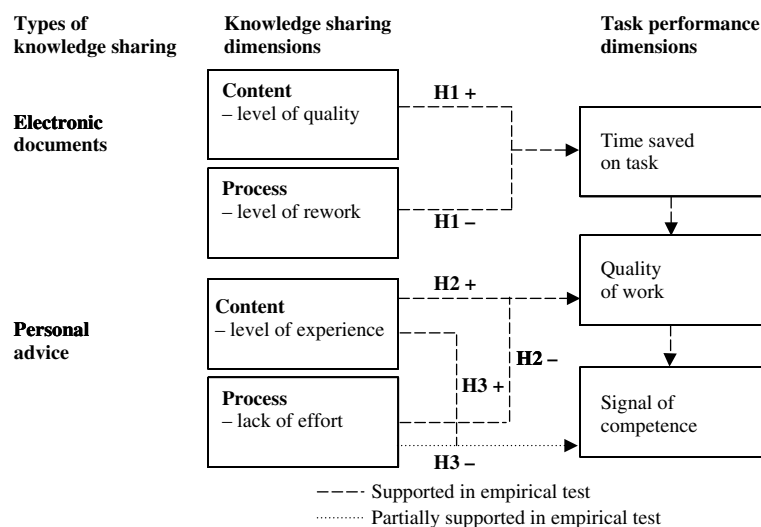 Types of
knowledge sharing
Knowledge sharing
dimensions
Task performance
dimensions
Electronic
documents
Content
– level of quality
Process
– level of rework
H1 +
H1 –
Time saved
on task
Personal
advice
Content
– level of experience
Process
– lack of effort
H2 +
H2 –
H3 +
H3 –
Quality
of work
Signal of
competence
Supported in empirical test
Partially supported in empirical test